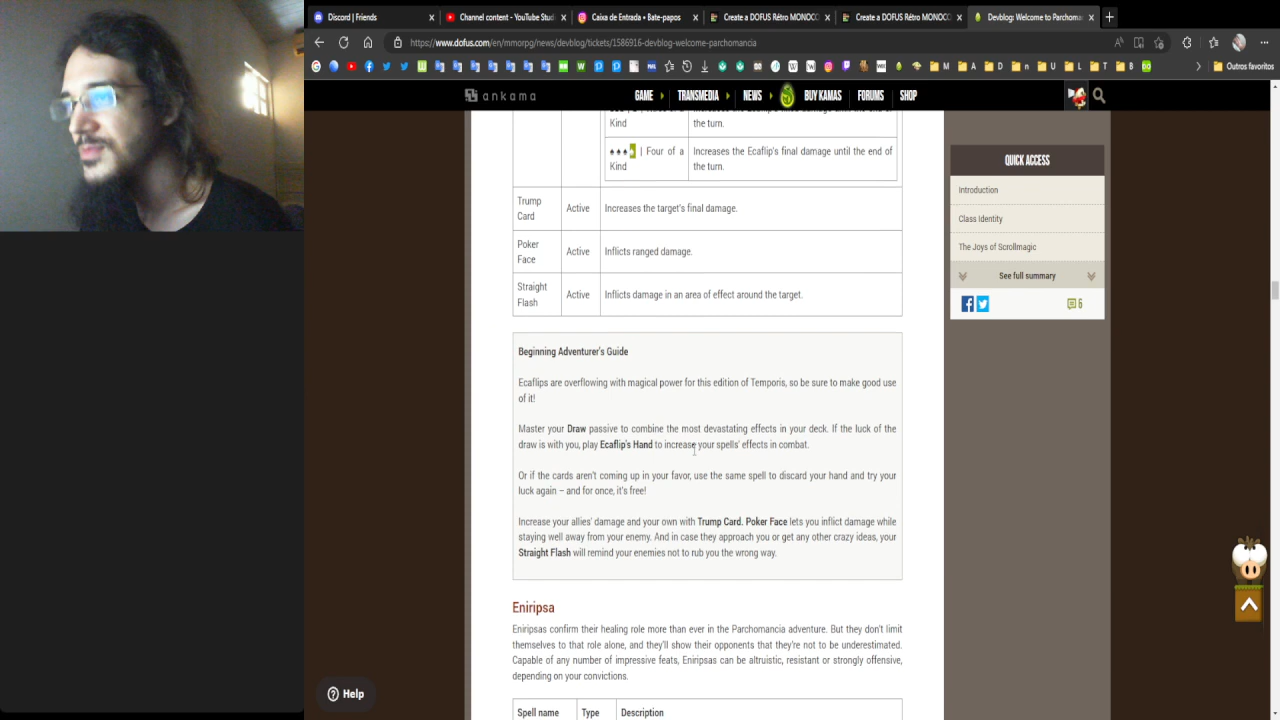 Discord | Friends
Channel content - YouTube Stud
Caixa de Entrada • Bate-papos
Create a DOFUS Rétro MONOCO
Create a DOFUS Rétro MONOCO
Devblog: Welcome to Parchoman
https://www.dofus.com/en/mmorpg/news/devblog/tickets/1586916-devblog-welcome-parchomancia
Outros favoritos
ankama
GAME
TRANSMEDIA
NEWS
BUY KAMAS
FORUMS
SHOP
Kind
the turn.
♠♠♠♠ | Four of a Kind
Increases the Ecaflip's final damage until the end of
the turn.
Trump
Card
Active
Increases the target's final damage.
Poker
Face
Active
Inflicts ranged damage.
Straight
Flash
Active
Inflicts damage in an area of effect around the target.
Beginning Adventurer's Guide
Ecaflips are overflowing with magical power for this edition of Temporis, so be sure to make good use
of it!
Master your Draw passive to combine the most devastating effects in your deck. If the luck of the
draw is with you, play Ecaflip's Hand to increase your spells' effects in combat.
Or if the cards aren't coming up in your favor, use the same spell to discard your hand and try your
luck again – and for once, it's free!
Increase your allies' damage and your own with Trump Card. Poker Face lets you inflict damage while
staying well away from your enemy. And in case they approach you or get any other crazy ideas, your
Straight Flash will remind your enemies not to rub you the wrong way.
Eniripsa
Eniripsas confirm their healing role more than ever in the Parchomancia adventure. But they don't limit
themselves to that role alone, and they'll show their opponents that they're not to be underestimated.
Capable of any number of impressive feats, Eniripsas can be altruistic, resistant or strongly offensive,
depending on your convictions.
Spell name
Type
Description
QUICK ACCESS
Introduction
Class Identity
The Joys of Scrollmagic
See full summary
6
Help